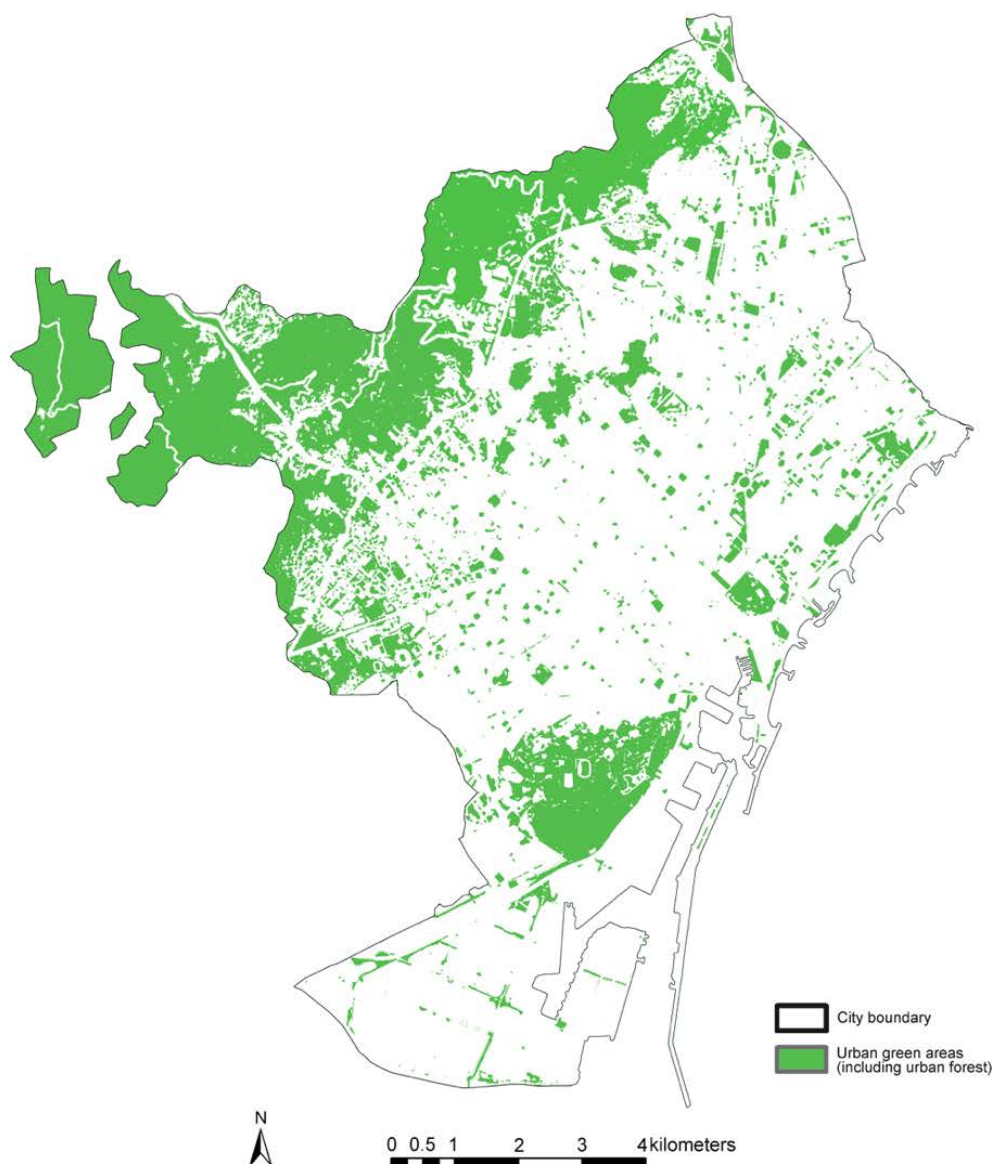 City boundary
Urban green areas
(including urban forest)
N
0 0.5 1 2 3 4 kilometers